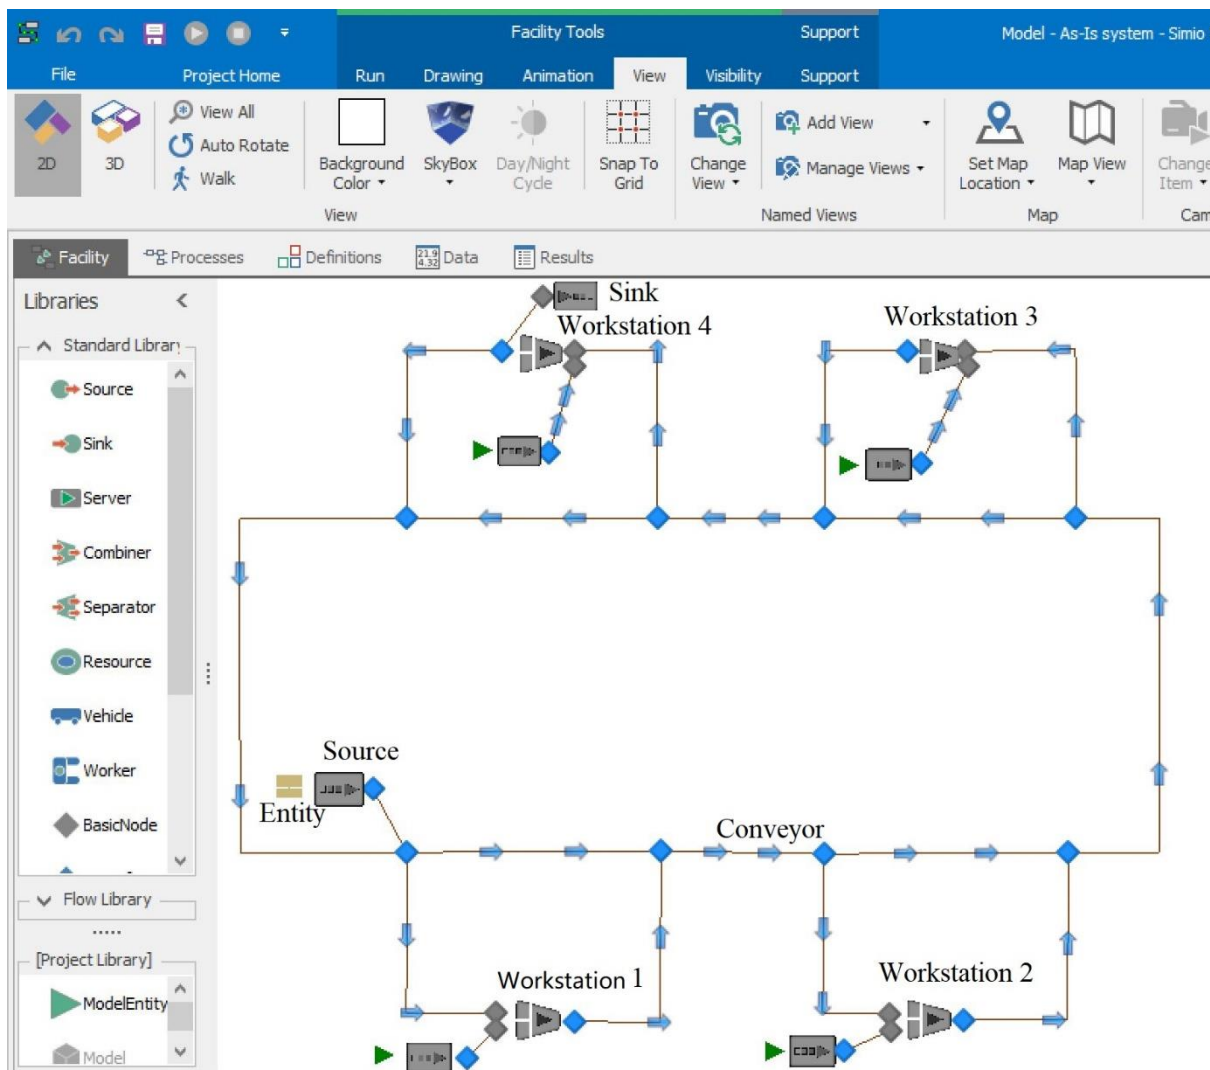 Facility Tools Support Model - As-Is system - Simio
File Project Home Run Drawing Animation View Visibility Support
2D
3D
View All
Auto Rotate
Walk
Background
Color
SkyBox
Day/Night
Cycle
Snap To
Grid
View
Change
View
Add View
Manage Views
Named Views
Set Map
Location
Map View
Map
Change
Item
Cam
Facility Processes Definitions Data Results
Libraries
Standard Library
Source
Sink
Server
Combiner
Separator
Resource
Vehicle
Worker
BasicNode
Flow Library
[Project Library]
ModelEntity
Model
Sink
Workstation 4
Workstation 3
Source
Entity
Conveyor
Workstation 1
Workstation 2